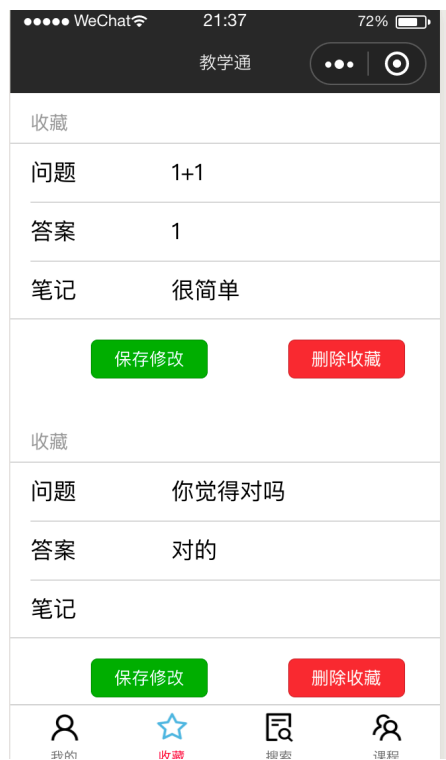 WeChat 21:37 72%
教学通
收藏
问题 1+1
答案 1
笔记 很简单
保存修改 删除收藏
收藏
问题 你觉得对吗
答案 对的
笔记
保存修改 删除收藏
我的 收藏 搜索 课程